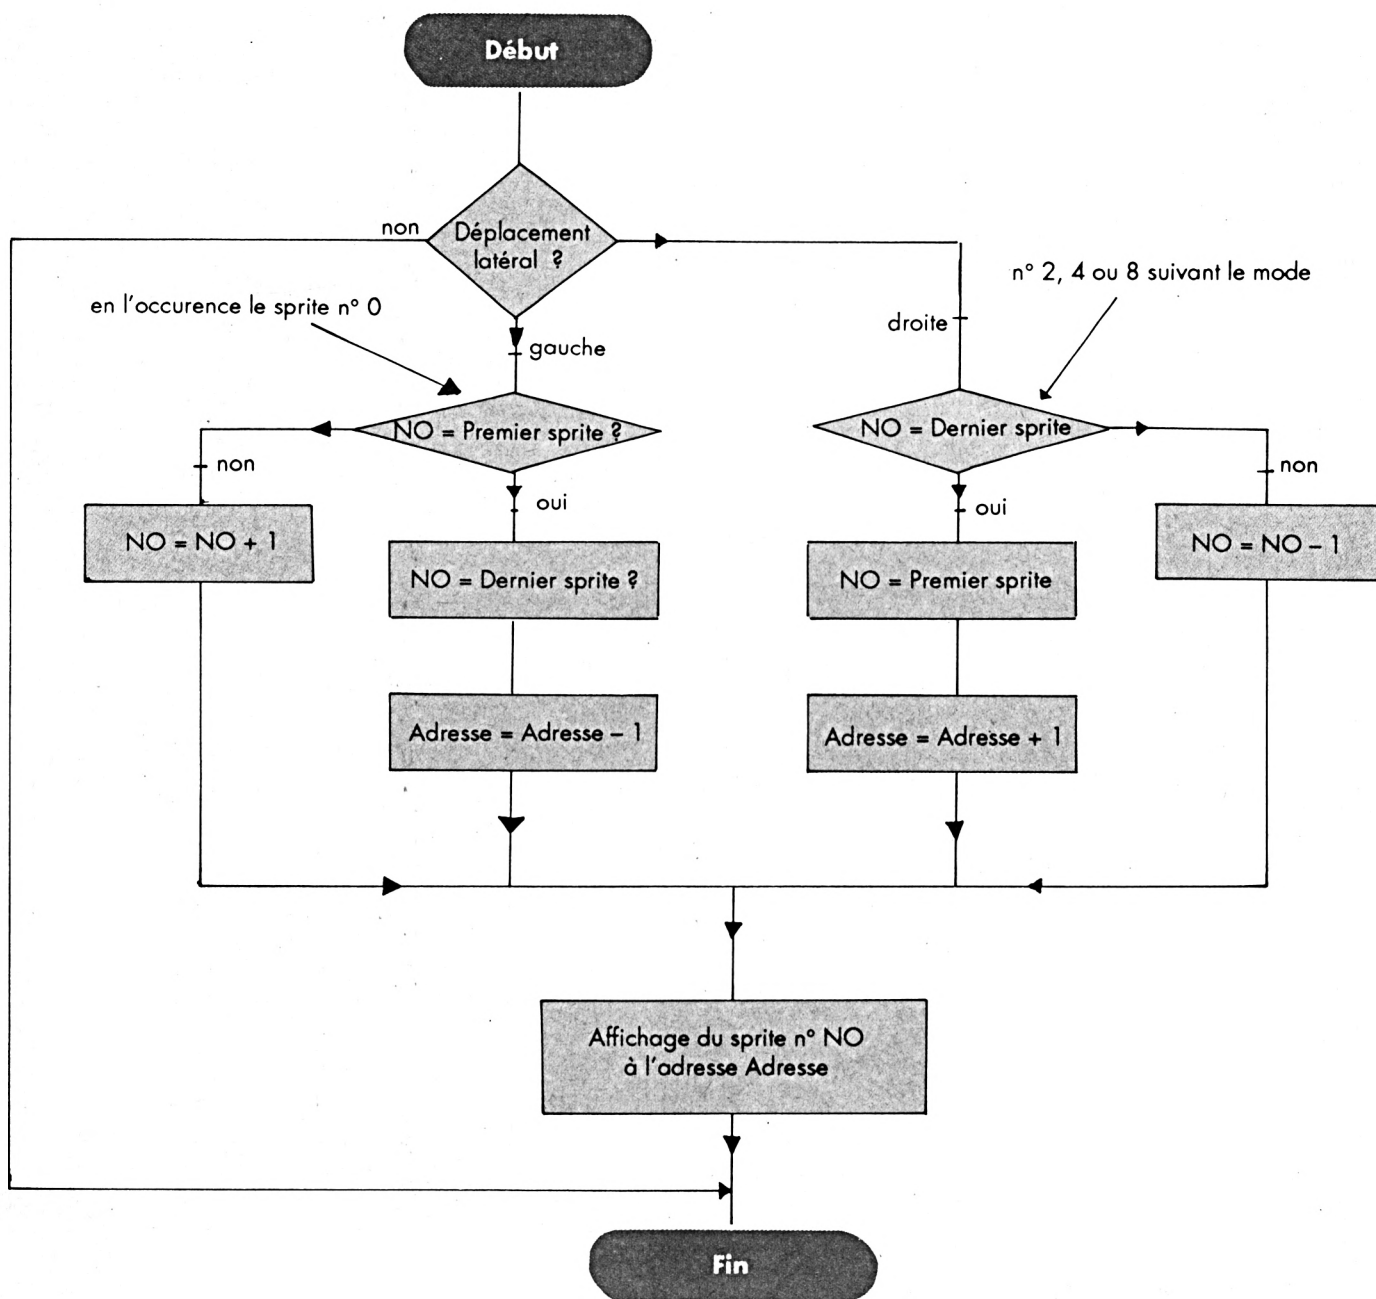 Début
non
Déplacement
latéral ?
n° 2, 4 ou 8 suivant le mode
en l'occurence le sprite n° 0
droite
gauche
NO = Premier sprite ?
NO = Dernier sprite
non
oui
oui
non
NO = NO + 1
NO = Dernier sprite ?
NO = Premier sprite
NO = NO – 1
Adresse = Adresse – 1
Adresse = Adresse + 1
Affichage du sprite n° NO
à l'adresse Adresse
Fin